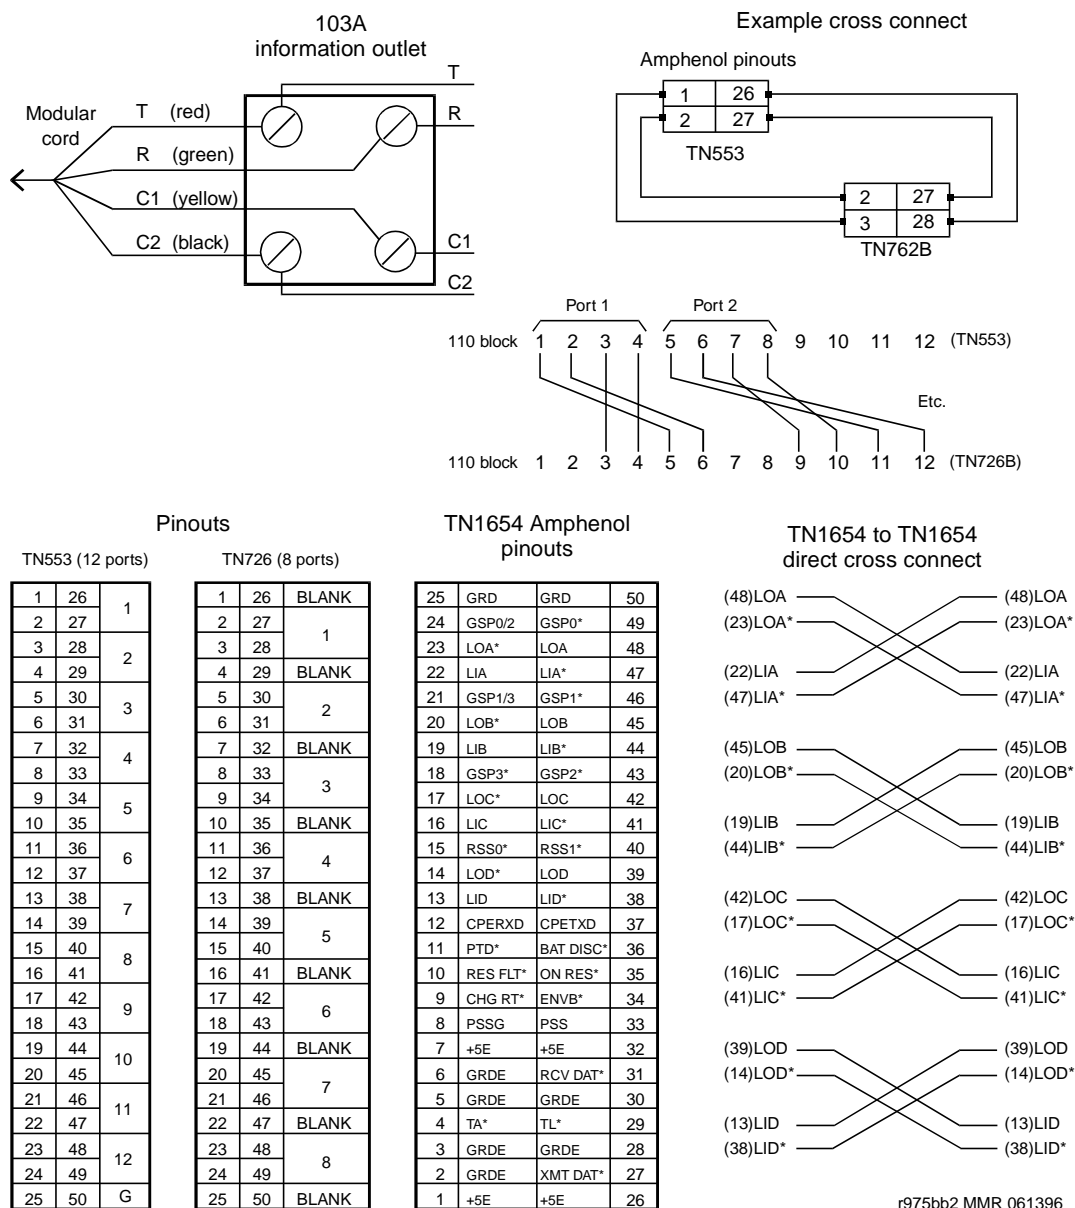 103A
information outlet
T
Modular
cord
T (red)
R
R (green)
C1 (yellow)
C2 (black)
C1
C2
Example cross connect
Amphenol pinouts
1 26
2 27
TN553
2 27
3 28
TN762B
Port 1 Port 2
110 block 1 2 3 4 5 6 7 8 9 10 11 12 (TN553)
Etc.
110 block 1 2 3 4 5 6 7 8 9 10 11 12 (TN726B)
Pinouts
TN553 (12 ports)
1 26 1
2 27
3 28 2
4 29
5 30 3
6 31
7 32 4
8 33
9 34 5
10 35
11 36 6
12 37
13 38 7
14 39
15 40 8
16 41
17 42 9
18 43
19 44 10
20 45
21 46 11
22 47
23 48 12
24 49
25 50 G
TN726 (8 ports)
1 26 BLANK
2 27 1
3 28
4 29 BLANK
5 30 2
6 31
7 32 BLANK
8 33 3
9 34
10 35 BLANK
11 36 4
12 37
13 38 BLANK
14 39 5
15 40
16 41 BLANK
17 42 6
18 43
19 44 BLANK
20 45 7
21 46
22 47 BLANK
23 48 8
24 49
25 50 BLANK
TN1654 Amphenol
pinouts
25 GRD GRD 50
24 GSP0/2 GSP0* 49
23 LOA* LOA 48
22 LIA LIA* 47
21 GSP1/3 GSP1* 46
20 LOB* LOB 45
19 LIB LIB* 44
18 GSP3* GSP2* 43
17 LOC* LOC 42
16 LIC LIC* 41
15 RSS0* RSS1* 40
14 LOD* LOD 39
13 LID LID* 38
12 CPERXD CPETXD 37
11 PTD* BAT DISC* 36
10 RES FLT* ON RES* 35
9 CHG RT* ENVB* 34
8 PSSG PSS 33
7 +5E +5E 32
6 GRDE RCV DAT* 31
5 GRDE GRDE 30
4 TA* TL* 29
3 GRDE GRDE 28
2 GRDE XMT DAT* 27
1 +5E +5E 26
TN1654 to TN1654
direct cross connect
(48)LOA (48)LOA
(23)LOA* (23)LOA*
(22)LIA (22)LIA
(47)LIA* (47)LIA*
(45)LOB (45)LOB
(20)LOB* (20)LOB*
(19)LIB (19)LIB
(44)LIB* (44)LIB*
(42)LOC (42)LOC
(17)LOC* (17)LOC*
(16)LIC (16)LIC
(41)LIC* (41)LIC*
(39)LOD (39)LOD
(14)LOD* (14)LOD*
(13)LID (13)LID
(38)LID* (38)LID*
r975bb2 MMR 061396